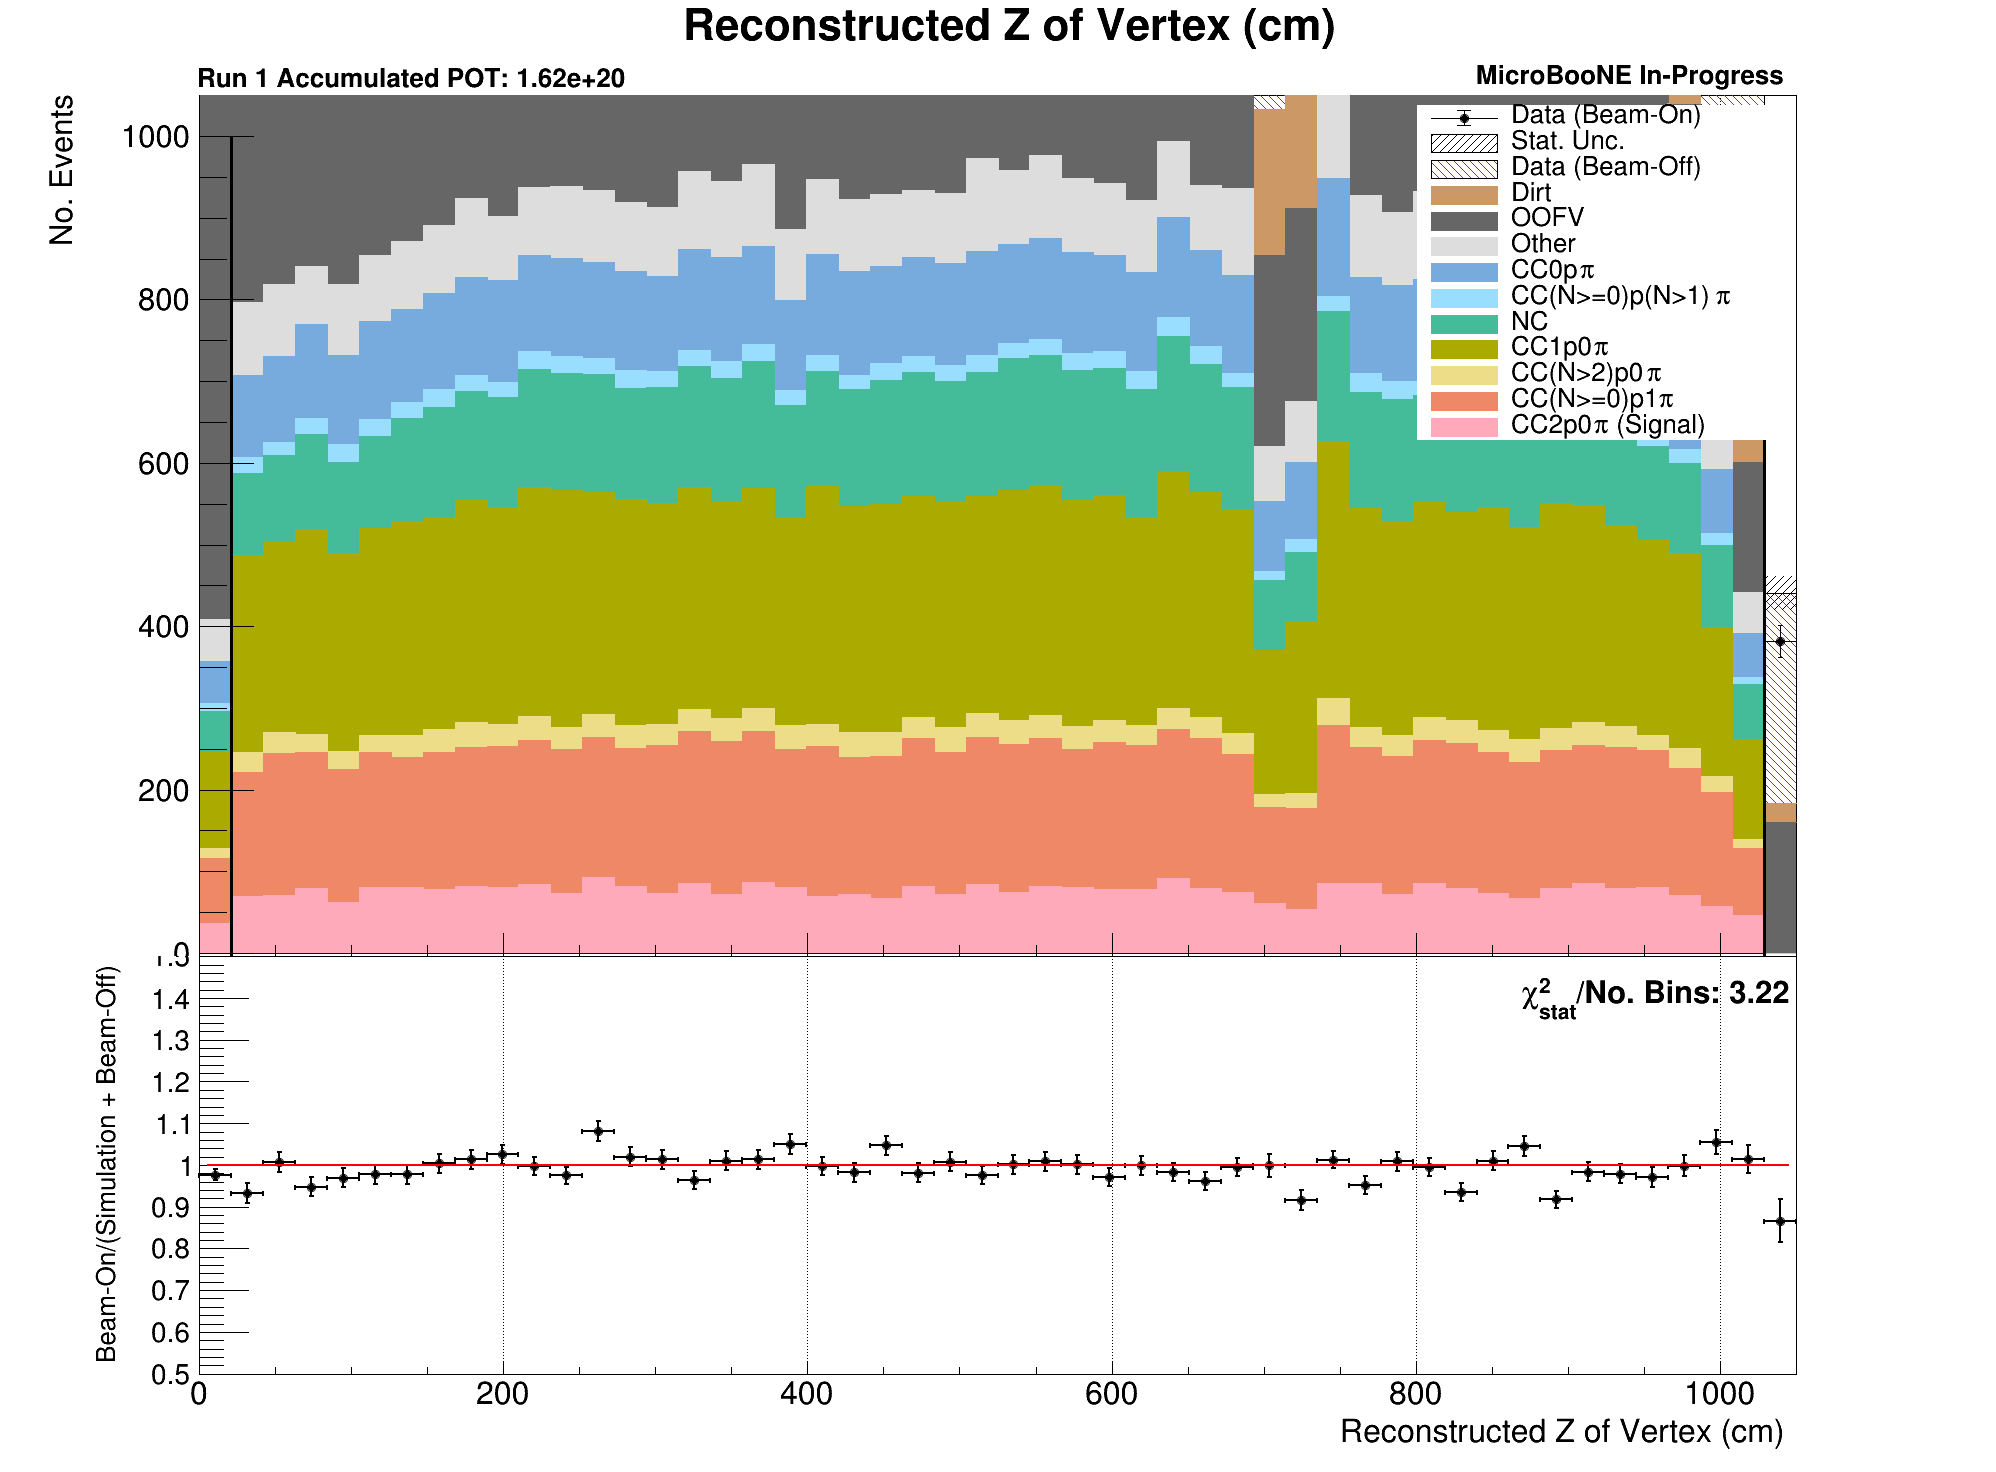 Reconstructed Z of Vertex (cm)
Run 1 Accumulated POT: 1.62e+20
MicroBooNE In-Progress
No. Events
1000
800
600
400
200
0
Data (Beam-On)
Stat. Unc.
Data (Beam-Off)
Dirt
OOFV
Other
CC0pπ
CC(N>=0)p(N>1) π
NC
CC1p0π
CC(N>2)p0π
CC(N>=0)p1π
CC2p0π (Signal)
Beam-On/(Simulation + Beam-Off)
χ²stat/No. Bins: 3.22
1.5
1.4
1.3
1.2
1.1
1
0.9
0.8
0.7
0.6
0.5
0 200 400 600 800 1000
Reconstructed Z of Vertex (cm)